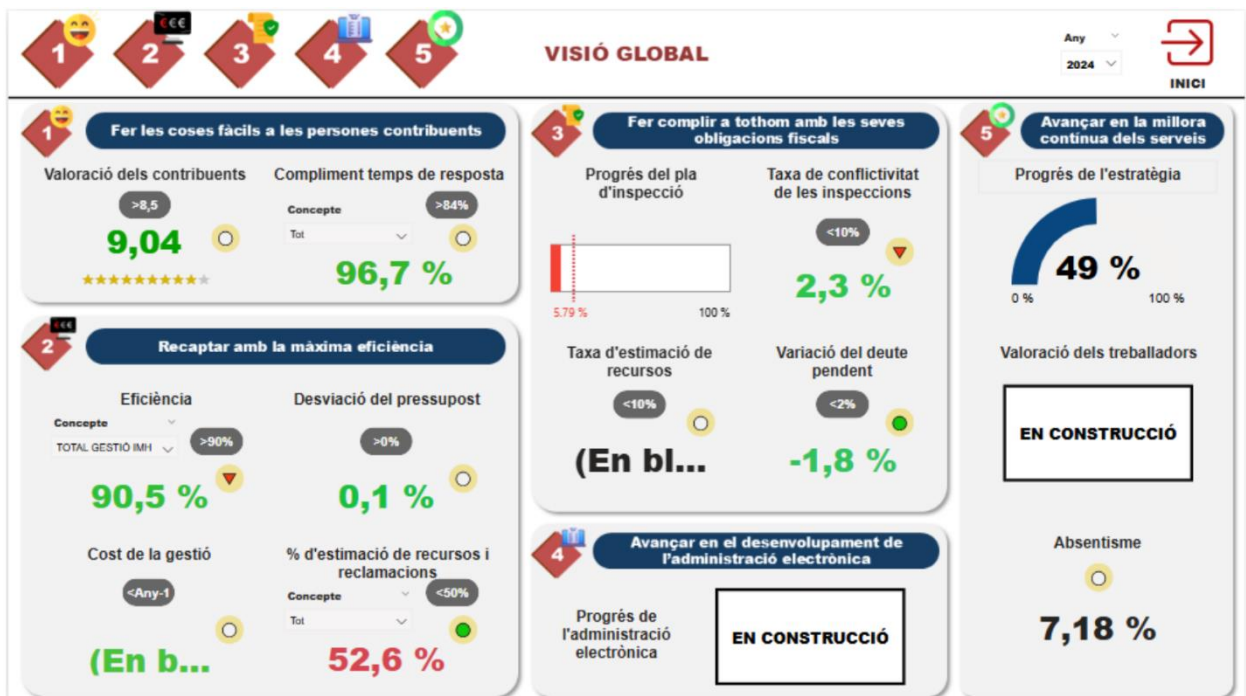 1
2
€€€
3
4
5
VISIÓ GLOBAL
Any
2024
INICI
1
Fer les coses fàcils a les persones contribuents
Valoració dels contribuents
>8,5
9,04
Compliment temps de resposta
Concepte
>84%
Tot
96,7 %
2
€€€
Recaptar amb la màxima eficiència
Eficiència
Concepte
TOTAL GESTIÓ IMH
>90%
90,5 %
Desviació del pressupost
>0%
0,1 %
Cost de la gestió
<Any-1
(En b...
% d'estimació de recursos i
reclamacions
Concepte
<50%
Tot
52,6 %
3
Fer complir a tothom amb les seves
obligacions fiscals
Progrés del pla
d'inspecció
5.79 %
100 %
Taxa de conflictivitat
de les inspeccions
<10%
2,3 %
Taxa d'estimació de
recursos
<10%
(En bl...
Variació del deute
pendent
<2%
-1,8 %
4
Avançar en el desenvolupament de
l'administració electrònica
Progrés de
l'administració
electrònica
EN CONSTRUCCIÓ
5
Avançar en la millora
contínua dels serveis
Progrés de l'estratègia
49 %
0 %
100 %
Valoració dels treballadors
EN CONSTRUCCIÓ
Absentisme
7,18 %